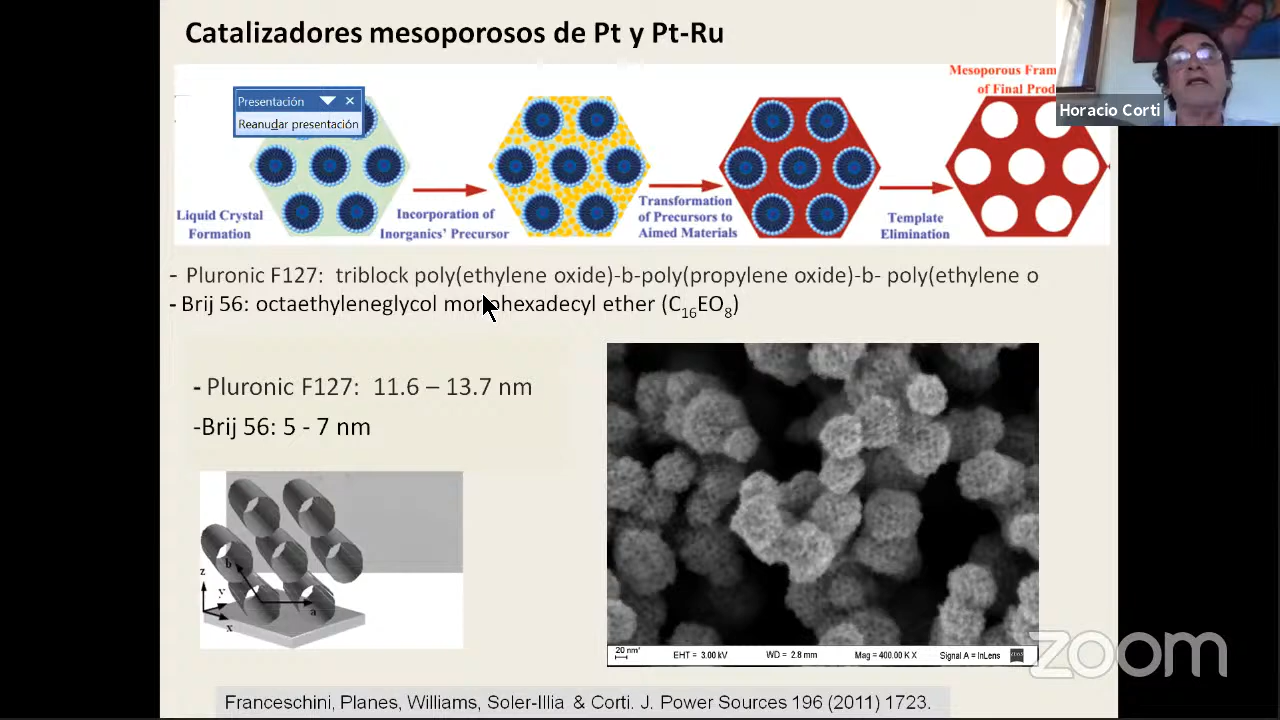 Catalizadores mesoporosos de Pt y Pt-Ru
Presentación
Reanudar presentación
Liquid Crystal
Formation
Incorporation of
Inorganics' Precursor
Transformation
of Precursors to
Aimed Materials
Template
Elimination
Mesoporous Fram
of Final Prod
Horacio Corti
- Pluronic F127: triblock poly(ethylene oxide)-b-poly(propylene oxide)-b- poly(ethylene o
- Brij 56: octaethyleneglycol monohexadecyl ether (C16EO8)
- Pluronic F127: 11.6 – 13.7 nm
-Brij 56: 5 - 7 nm
z
y
x
b
a
20 nm EHT = 3.00 kV WD = 2.8 mm Mag = 400.00 K X Signal A = InLens
zoom
Franceschini, Planes, Williams, Soler-Illia & Corti. J. Power Sources 196 (2011) 1723.